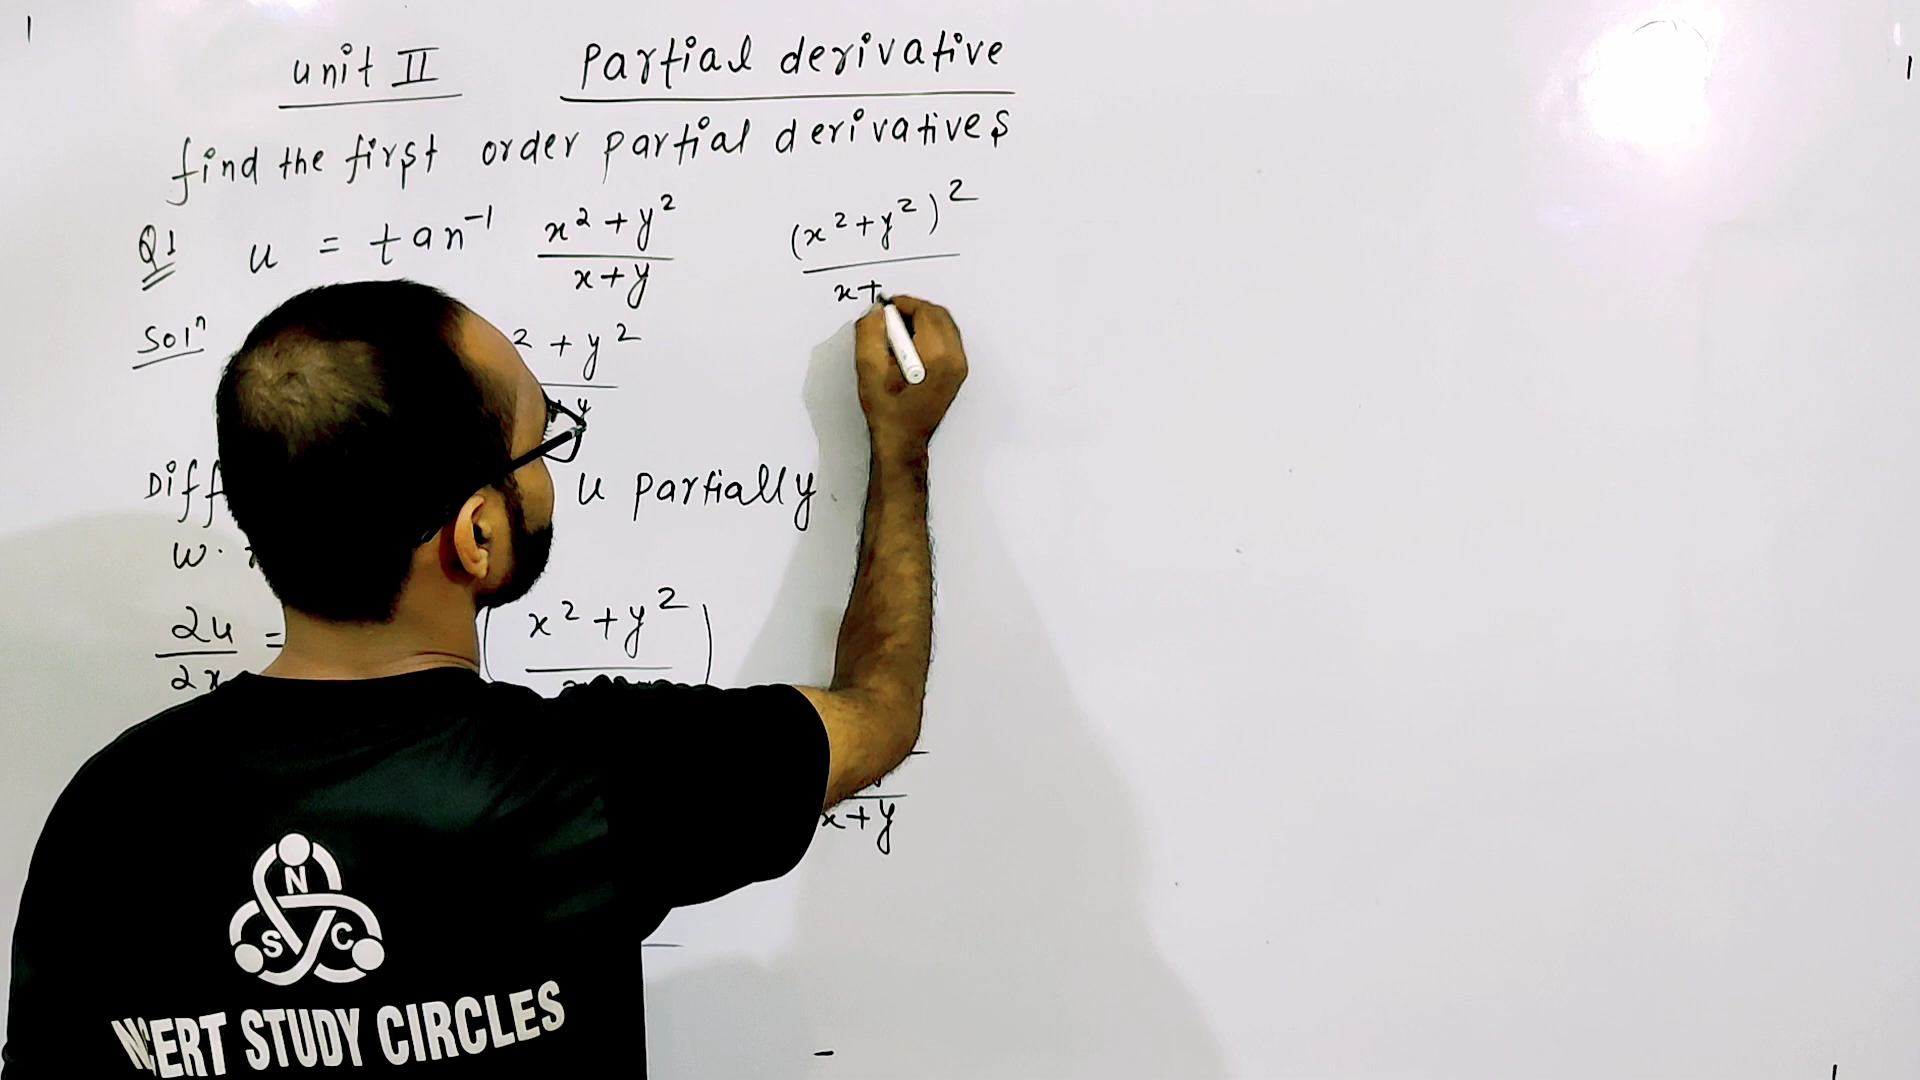 unit II Partial derivative
find the first order partial derivatives
Q1 u = tan⁻¹ x²+y² / x+y (x²+y²)² / x+
Solⁿ ² + y² / y
Diff u partially
w.
∂u / ∂x = ( x²+y² )
x+y
N
S C
NCERT STUDY CIRCLES